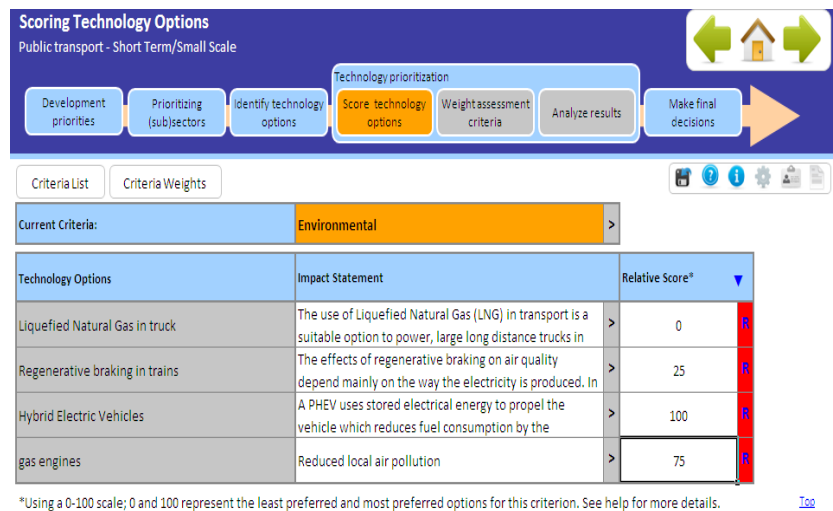 Scoring Technology Options
Public transport - Short Term/Small Scale
Technology prioritization
Development
priorities
Prioritizing
(sub)sectors
Identify technology
options
Score technology
options
Weight assessment
criteria
Analyze results
Make final
decisions
Criteria List
Criteria Weights
Current Criteria:
Environmental
>
Technology Options
Impact Statement
Relative Score*
Liquefied Natural Gas in truck
The use of Liquefied Natural Gas (LNG) in transport is a
suitable option to power, large long distance trucks in
>
0
R
Regenerative braking in trains
The effects of regenerative braking on air quality
depend mainly on the way the electricity is produced. In
>
25
R
Hybrid Electric Vehicles
A PHEV uses stored electrical energy to propel the
vehicle which reduces fuel consumption by the
>
100
R
gas engines
Reduced local air pollution
>
75
R
*Using a 0-100 scale; 0 and 100 represent the least preferred and most preferred options for this criterion. See help for more details.
Top